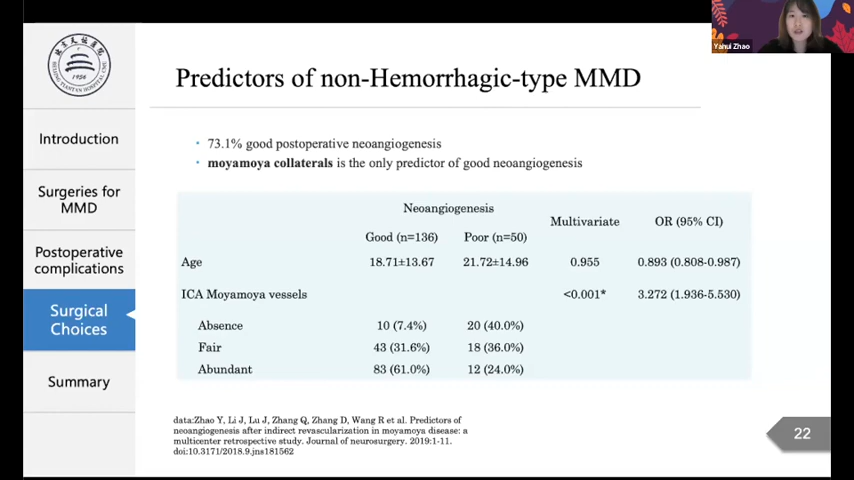 Yahui Zhao
BEIJING TIANTAN HOSPITAL
1956
Predictors of non-Hemorrhagic-type MMD
Introduction
Surgeries for
MMD
Postoperative
complications
Surgical
Choices
Summary
• 73.1% good postoperative neoangiogenesis
• moyamoya collaterals is the only predictor of good neoangiogenesis
Neoangiogenesis Multivariate OR (95% CI)
Good (n=136) Poor (n=50)
Age 18.71±13.67 21.72±14.96 0.955 0.893 (0.808-0.987)
ICA Moyamoya vessels <0.001* 3.272 (1.936-5.530)
Absence 10 (7.4%) 20 (40.0%)
Fair 43 (31.6%) 18 (36.0%)
Abundant 83 (61.0%) 12 (24.0%)
data:Zhao Y, Li J, Lu J, Zhang Q, Zhang D, Wang R et al. Predictors of
neoangiogenesis after indirect revascularization in moyamoya disease: a
multicenter retrospective study. Journal of neurosurgery. 2019:1-11.
doi:10.3171/2018.9.jns181562
22